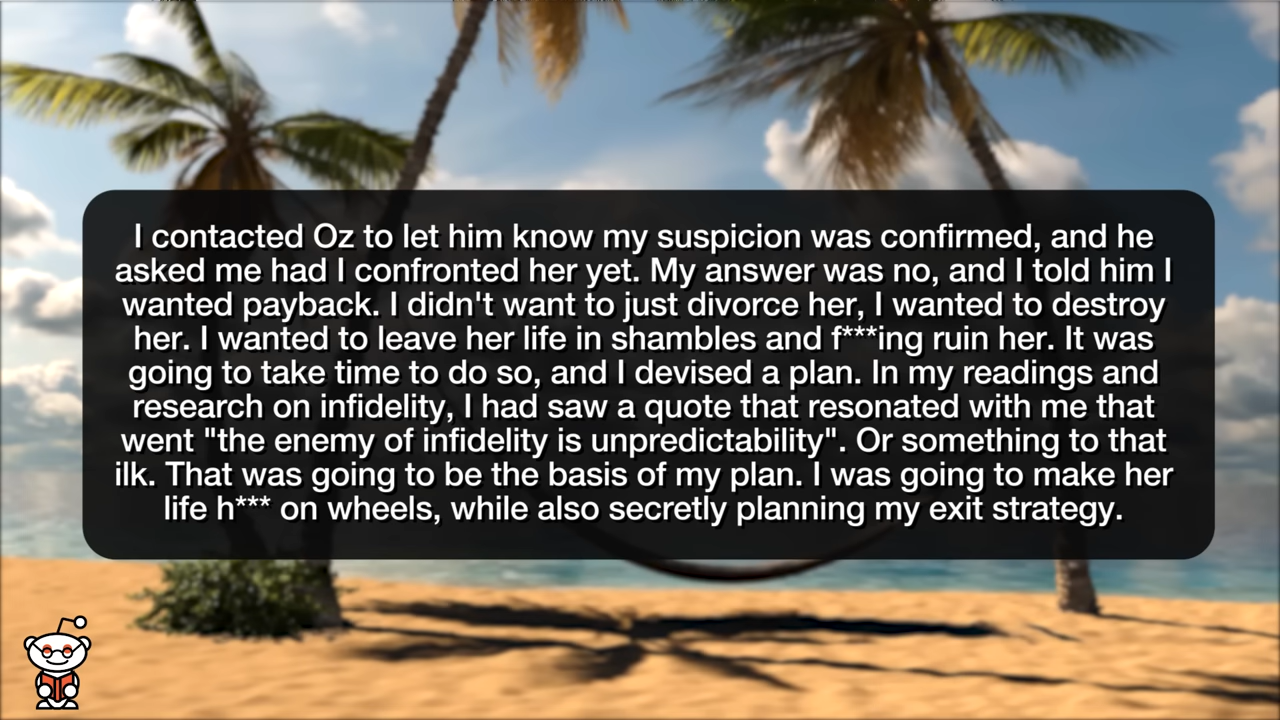 I contacted Oz to let him know my suspicion was confirmed, and he
asked me had I confronted her yet. My answer was no, and I told him I
wanted payback. I didn't want to just divorce her, I wanted to destroy
her. I wanted to leave her life in shambles and f***ing ruin her. It was
going to take time to do so, and I devised a plan. In my readings and
research on infidelity, I had saw a quote that resonated with me that
went "the enemy of infidelity is unpredictability". Or something to that
ilk. That was going to be the basis of my plan. I was going to make her
life h*** on wheels, while also secretly planning my exit strategy.